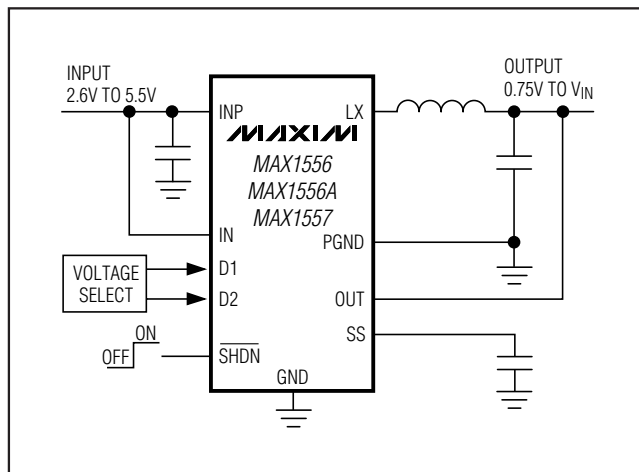 INPUT
2.6V TO 5.5V
OUTPUT
0.75V TO VIN
INP
LX
MAXIM
MAX1556
MAX1556A
MAX1557
IN
PGND
VOLTAGE
SELECT
D1
D2
OUT
SS
ON
OFF
SHDN
GND